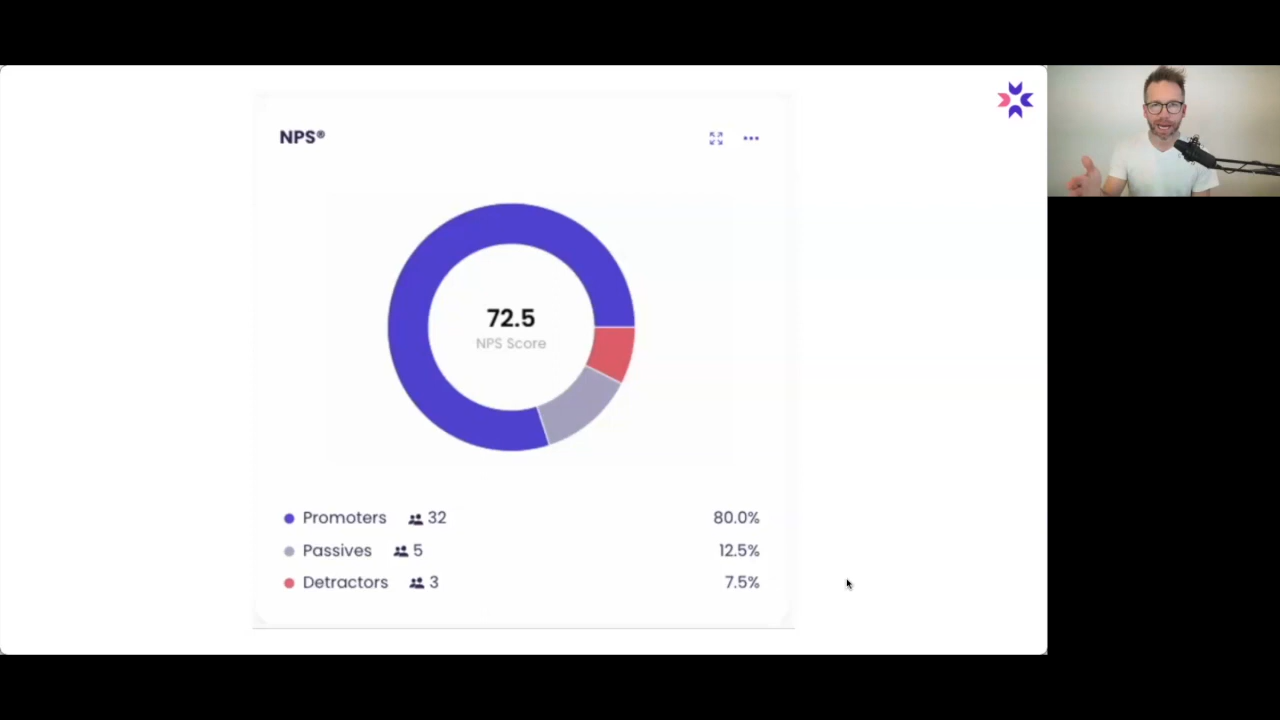 NPS®
72.5
NPS Score
Promoters 32 80.0%
Passives 5 12.5%
Detractors 3 7.5%